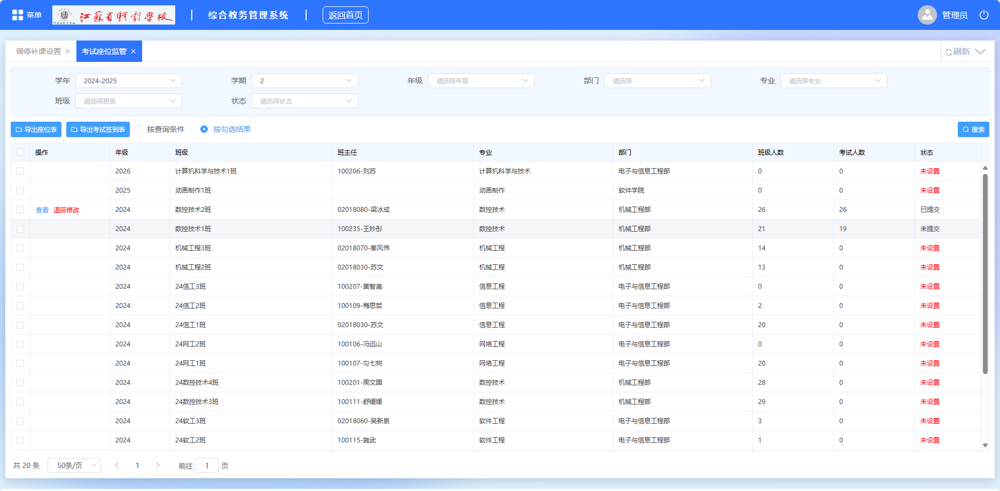 菜单 江苏省戏剧学校 综合教务管理系统 返回首页 管理员
调停补课设置 考试座位监管 刷新
学年 2024-2025 学期 2 年级 请选择年级 部门 请选择 专业 请选择专业
班级 请选择班级 状态 请选择状态
导出座位表 导出考试签到表 按查询条件 按勾选结果 搜索
操作 年级 班级 班主任 专业 部门 班级人数 考试人数 状态
2026 计算机科学与技术1班 100206-刘苏 计算机科学与技术 电子与信息工程部 0 0 未设置
2025 动画制作1班 动画制作 软件学院 0 0 未设置
查看 退回修改 2024 数控技术2班 02018080-梁冰成 数控技术 机械工程部 26 26 已提交
2024 数控技术1班 100235-王妙彤 数控技术 机械工程部 21 19 未提交
2024 机械工程3班 02018070-秦风伟 机械工程 机械工程部 14 0 未设置
2024 机械工程2班 02018030-苏文 机械工程 机械工程部 13 0 未设置
2024 24信工3班 100207-黄智美 信息工程 电子与信息工程部 0 0 未设置
2024 24信工2班 100109-梅思哲 信息工程 电子与信息工程部 2 0 未设置
2024 24信工1班 02018030-苏文 信息工程 电子与信息工程部 20 0 未设置
2024 24网工2班 100106-冯远山 网络工程 电子与信息工程部 0 0 未设置
2024 24网工1班 100107-勾七树 网络工程 电子与信息工程部 20 0 未设置
2024 24数控技术4班 100201-周文国 数控技术 机械工程部 28 0 未设置
2024 24数控技术3班 100111-舒媛媛 数控技术 机械工程部 29 0 未设置
2024 24软工3班 02018060-吴新泉 软件工程 电子与信息工程部 3 0 未设置
2024 24软工2班 100115-施武 软件工程 电子与信息工程部 1 0 未设置
共 20 条 50条/页 1 前往 1 页